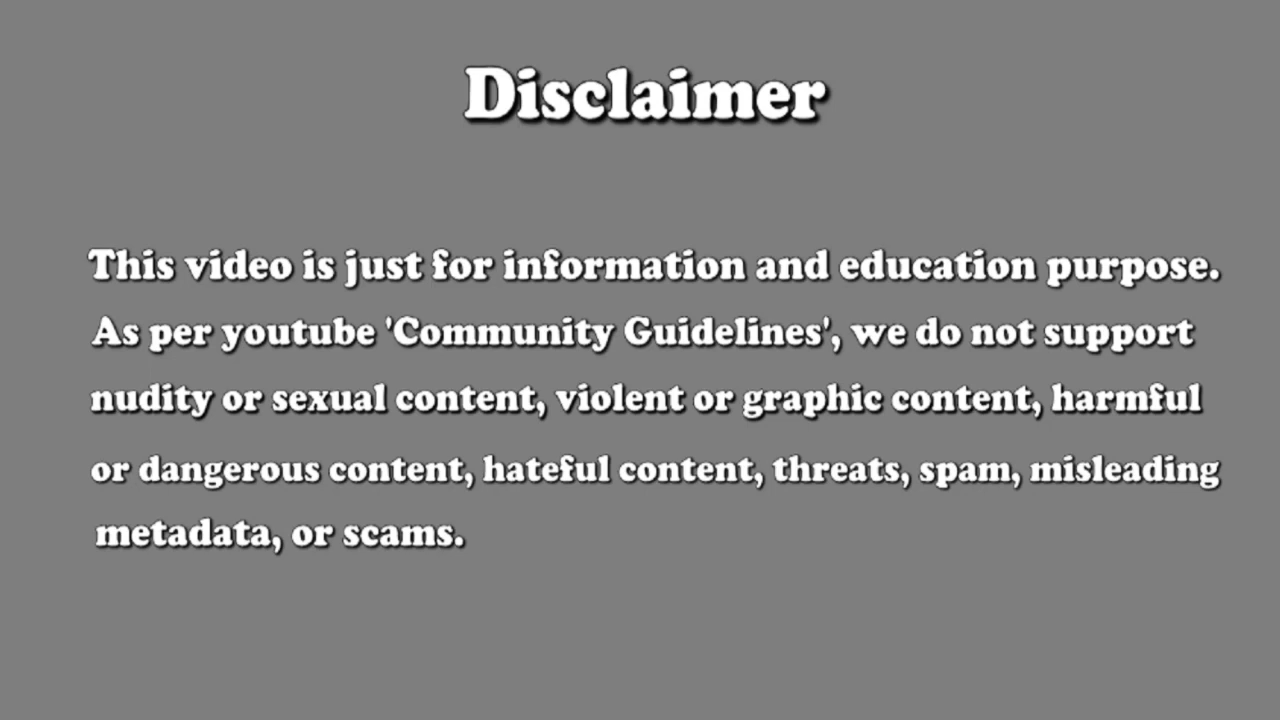 Disclaimer
This video is just for information and education purpose.
As per youtube 'Community Guidelines', we do not support
nudity or sexual content, violent or graphic content, harmful
or dangerous content, hateful content, threats, spam, misleading
metadata, or scams.